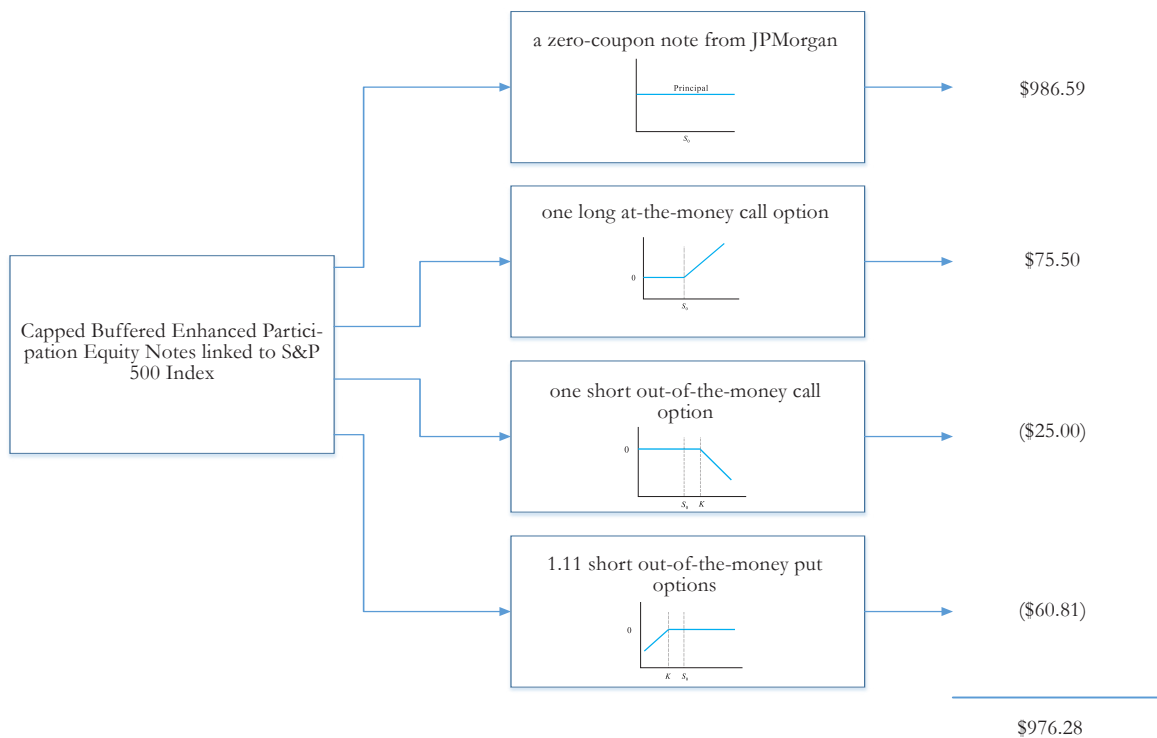 a zero-coupon note from JPMorgan
Principal
S0
$986.59
one long at-the-money call option
0
S0
$75.50
Capped Buffered Enhanced Partici-
pation Equity Notes linked to S&P
500 Index
one short out-of-the-money call
option
0
S0 K
($25.00)
1.11 short out-of-the-money put
options
0
K S0
($60.81)
$976.28